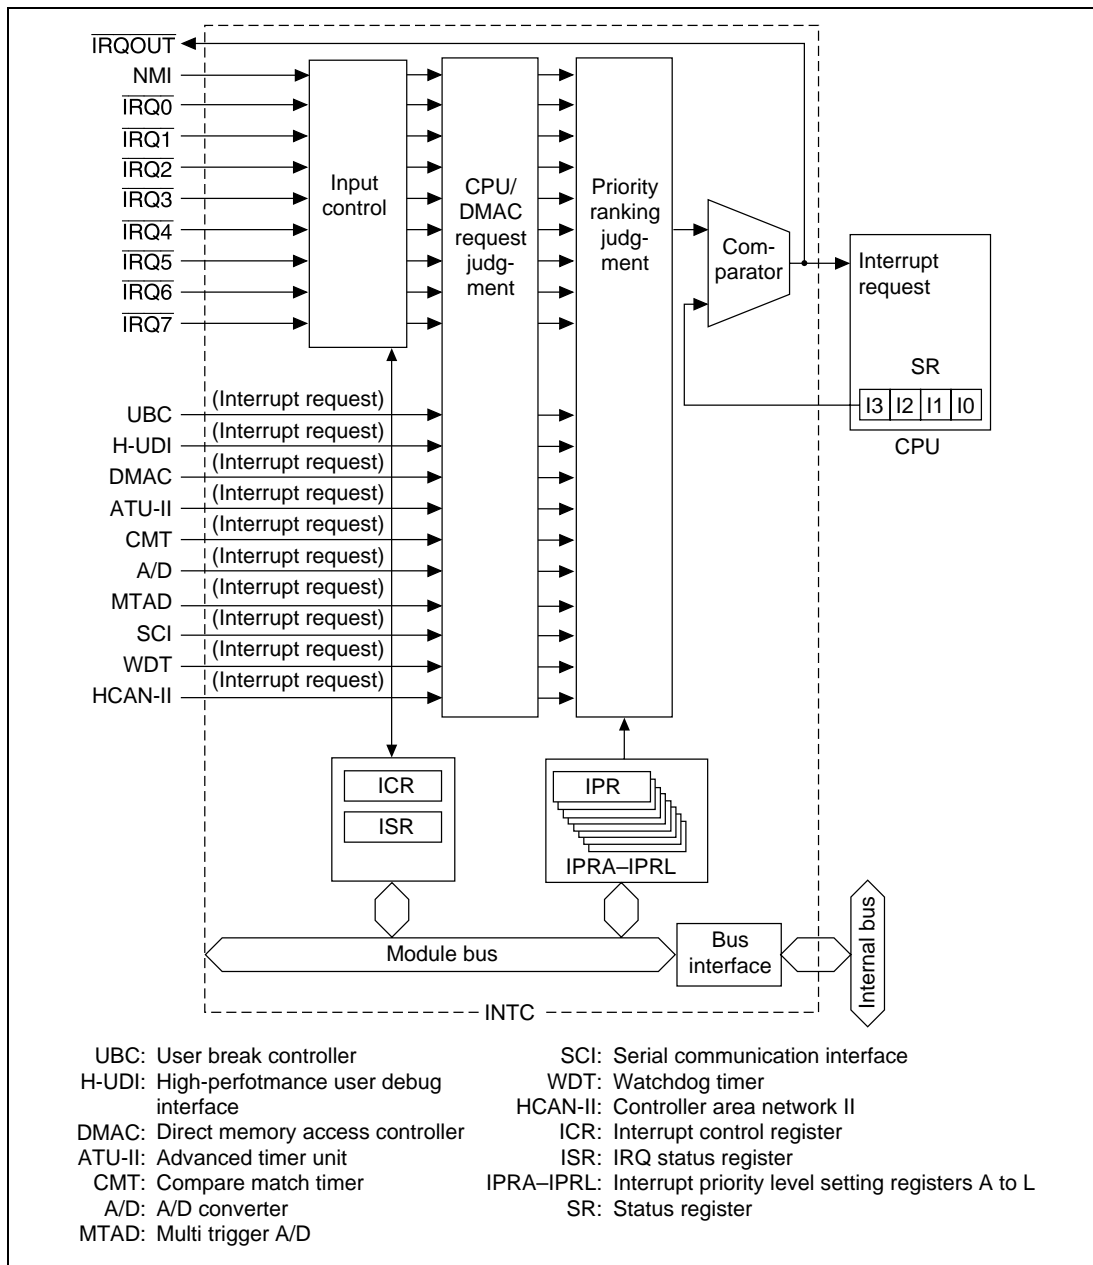 IRQOUT
NMI
IRQ0
IRQ1
IRQ2
IRQ3
IRQ4
IRQ5
IRQ6
IRQ7
Input
control
CPU/
DMAC
request
judg-
ment
Priority
ranking
judg-
ment
Com-
parator
Interrupt
request
SR
I3 I2 I1 I0
CPU
UBC
(Interrupt request)
H-UDI
(Interrupt request)
DMAC
(Interrupt request)
ATU-II
(Interrupt request)
CMT
(Interrupt request)
A/D
(Interrupt request)
MTAD
(Interrupt request)
SCI
(Interrupt request)
WDT
(Interrupt request)
HCAN-II
(Interrupt request)
ICR
ISR
IPR
IPRA–IPRL
Module bus
Bus
interface
Internal bus
INTC
UBC: User break controller
H-UDI: High-perfotmance user debug
interface
DMAC: Direct memory access controller
ATU-II: Advanced timer unit
CMT: Compare match timer
A/D: A/D converter
MTAD: Multi trigger A/D
SCI: Serial communication interface
WDT: Watchdog timer
HCAN-II: Controller area network II
ICR: Interrupt control register
ISR: IRQ status register
IPRA–IPRL: Interrupt priority level setting registers A to L
SR: Status register